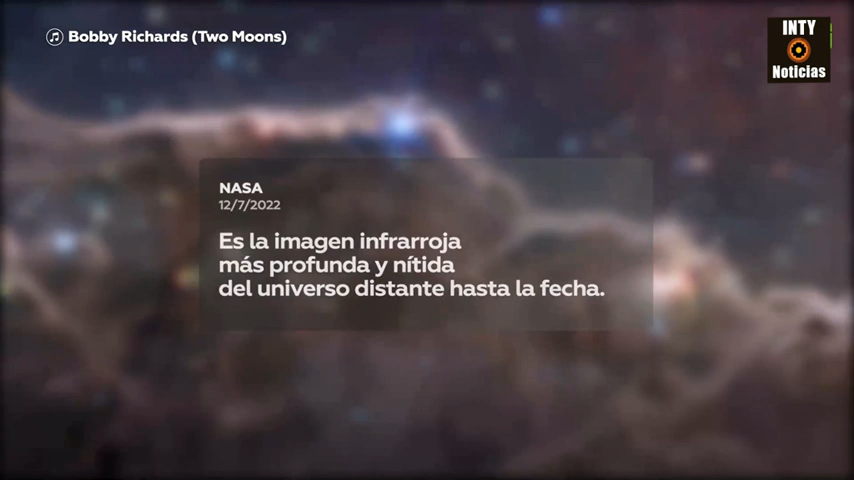 Bobby Richards (Two Moons)
INTY
Noticias
NASA
12/7/2022
Es la imagen infrarroja
más profunda y nítida
del universo distante hasta la fecha.